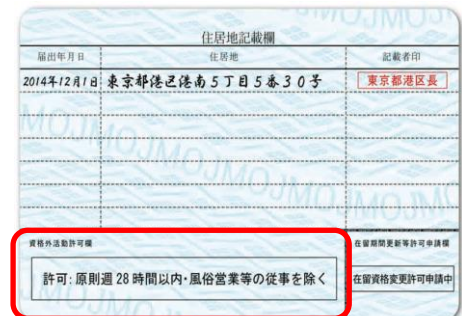 住居地記載欄
届出年月日 住居地 記載者印
2014年12月1日 東京都港区港南5丁目5番30号 東京都港区長
資格外活動許可欄 在留期間更新等許可申請欄
許可: 原則週28時間以内・風俗営業等の従事を除く 在留資格変更許可申請中
MOJMOJMOJMOJMOJ